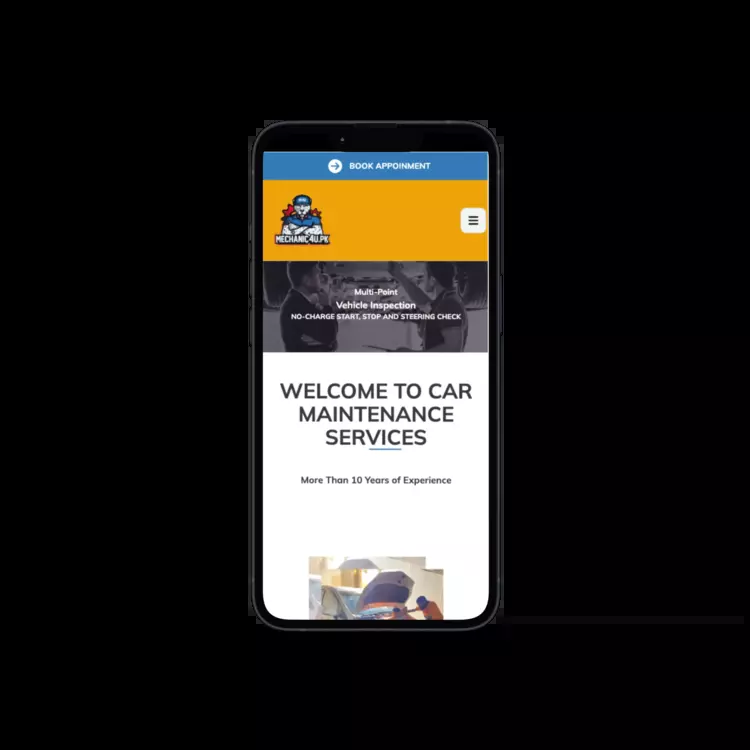 BOOK APPOINMENT
MECHANIC4U.PK
Multi-Point
Vehicle Inspection
NO-CHARGE START, STOP AND STEERING CHECK
WELCOME TO CAR
MAINTENANCE
SERVICES
More Than 10 Years of Experience